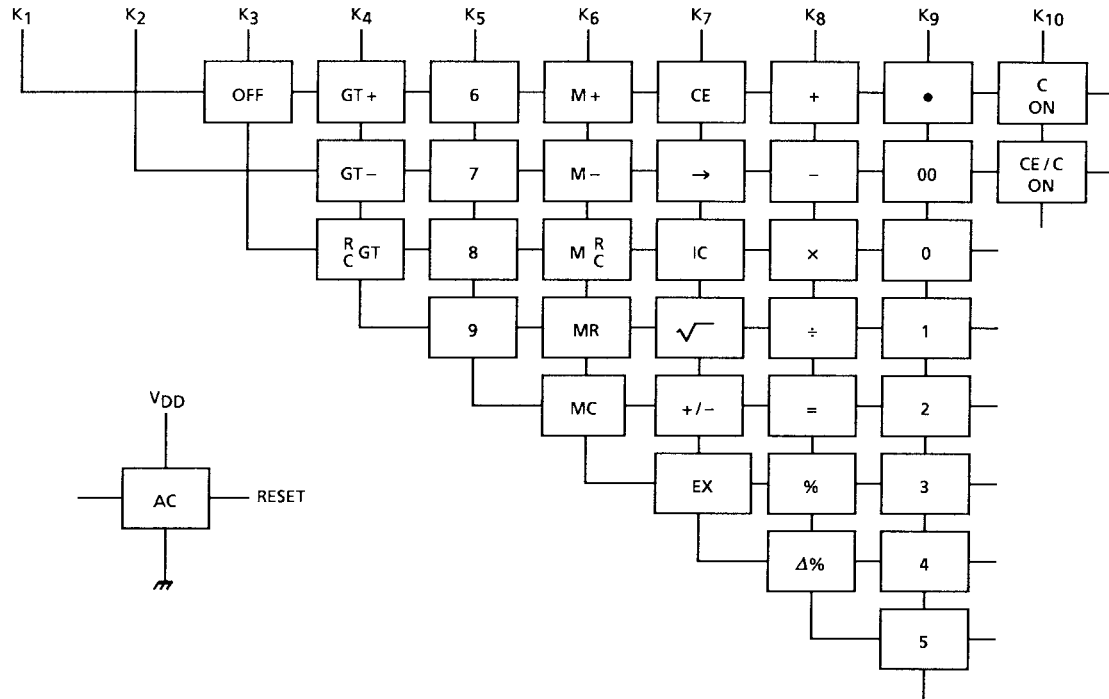 K1 K2 K3 K4 K5 K6 K7 K8 K9 K10
OFF GT+ 6 M+ CE + • C ON
GT− 7 M− → − 00 CE/C ON
R C GT 8 M R C IC × 0
9 MR √ ÷ 1
MC +/− = 2
VDD
AC RESET
EX % 3
Δ% 4
5